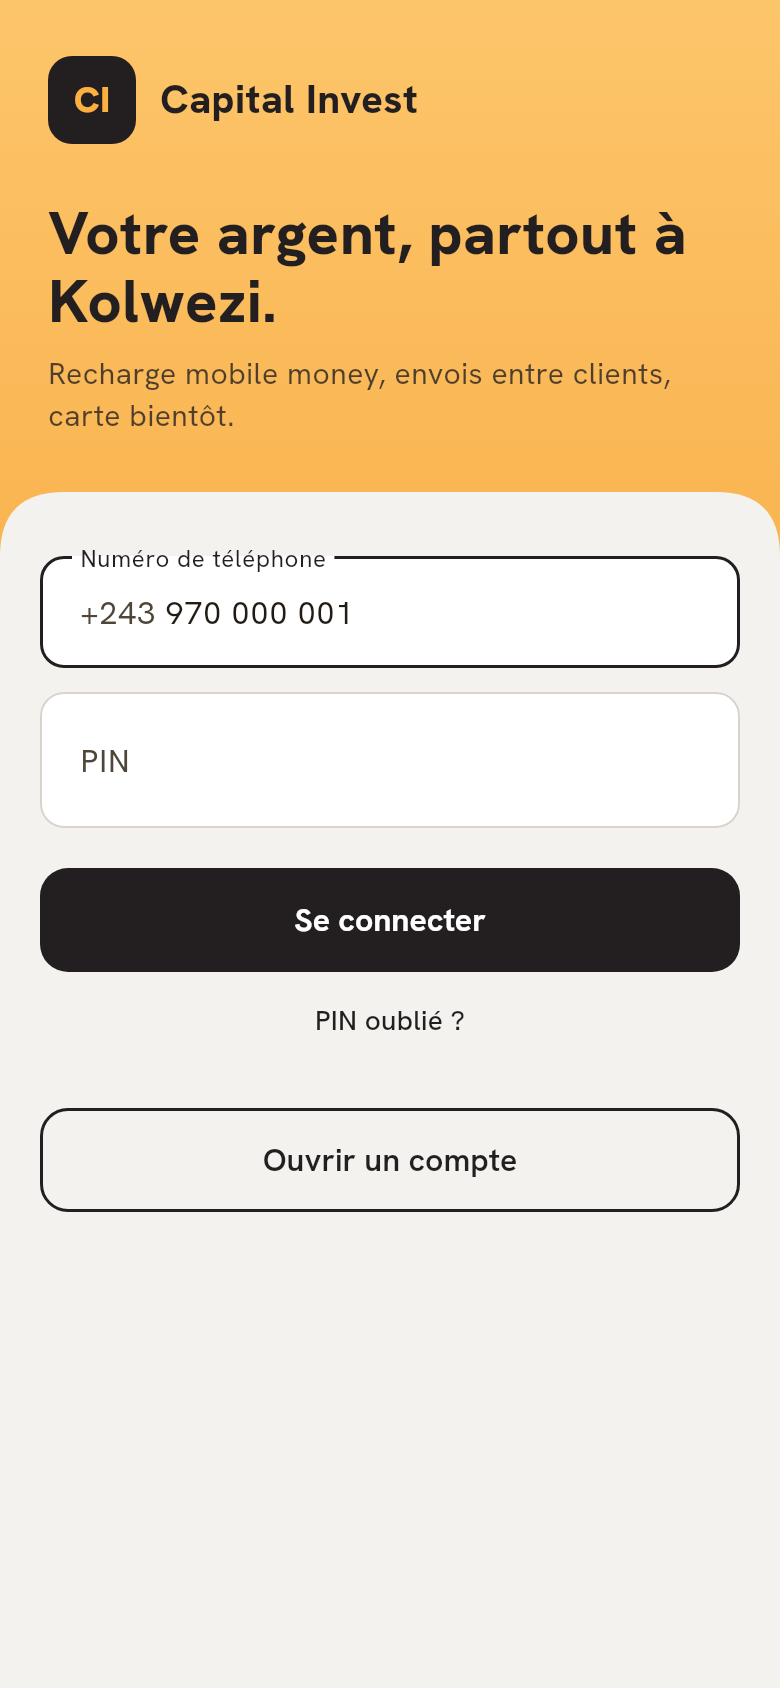 CI
Capital Invest
Votre argent, partout à
Kolwezi.
Recharge mobile money, envois entre clients,
carte bientôt.
Numéro de téléphone
+243 970 000 001
PIN
Se connecter
PIN oublié ?
Ouvrir un compte